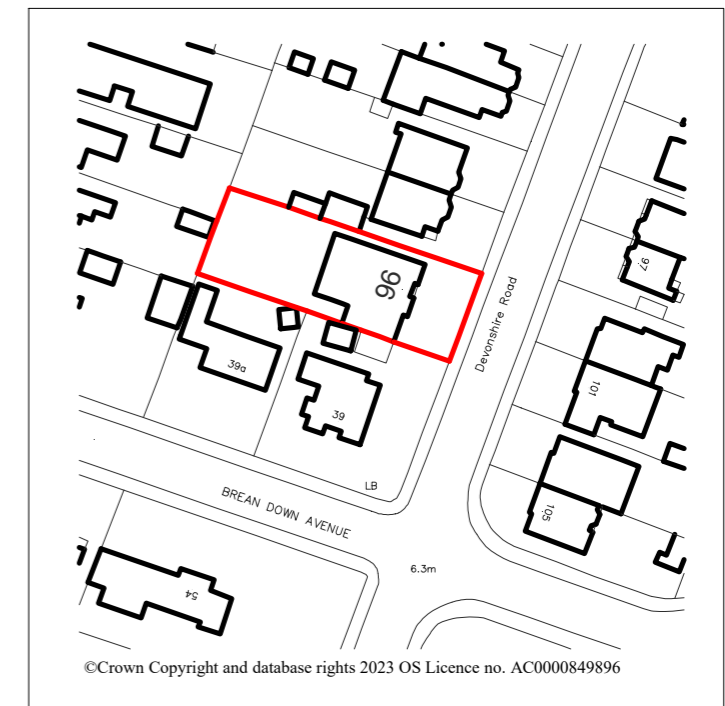 96
97
Devonshire Road
39a
101
39
LB
105
BREAN DOWN AVENUE
6.3m
54
©Crown Copyright and database rights 2023 OS Licence no. AC0000849896